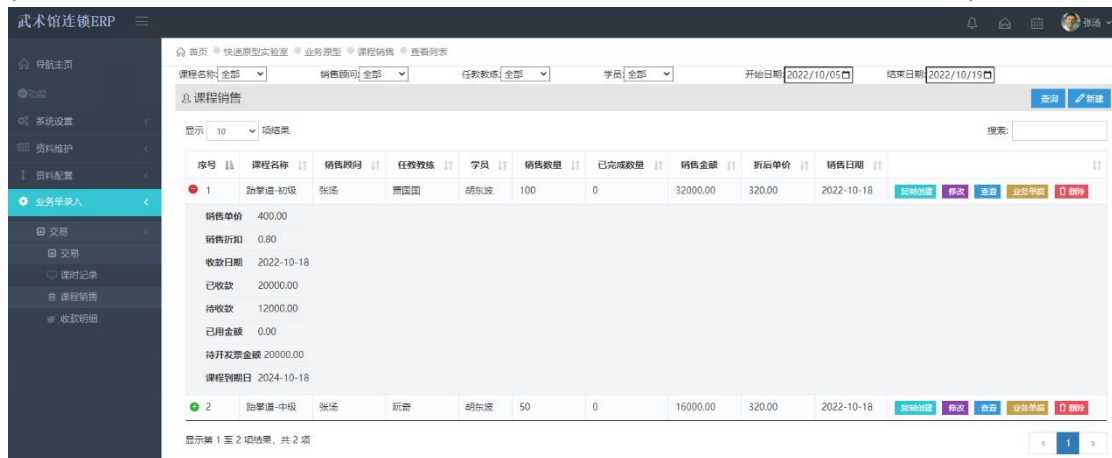 武术馆连锁ERP
张汤
首页 快速原型实验室 业务原型 课程销售 查看列表
导航主页
课程名称: 全部 销售顾问: 全部 任教教练: 全部 学员: 全部 开始日期: 2022/10/05 结束日期: 2022/10/19
功能
课程销售 查询 新建
系统设置
显示 10 项结果 搜索:
资料维护
序号 课程名称 销售顾问 任教教练 学员 销售数量 已完成数量 销售金额 折后单价 销售日期
资料配置
1 跆拳道-初级 张汤 贾国国 胡东波 100 0 32000.00 320.00 2022-10-18 复制创建 修改 查看 业务单据 删除
业务单录入
销售单价 400.00
交易
销售折扣 0.80
交易
收款日期 2022-10-18
课时记录
已收款 20000.00
课程销售
待收款 12000.00
收款明细
已用金额 0.00
待开发票金额 20000.00
课程到期日 2024-10-18
2 跆拳道-中级 张汤 阮奇 胡东波 50 0 16000.00 320.00 2022-10-18 复制创建 修改 查看 业务单据 删除
显示第 1 至 2 项结果，共 2 项
1